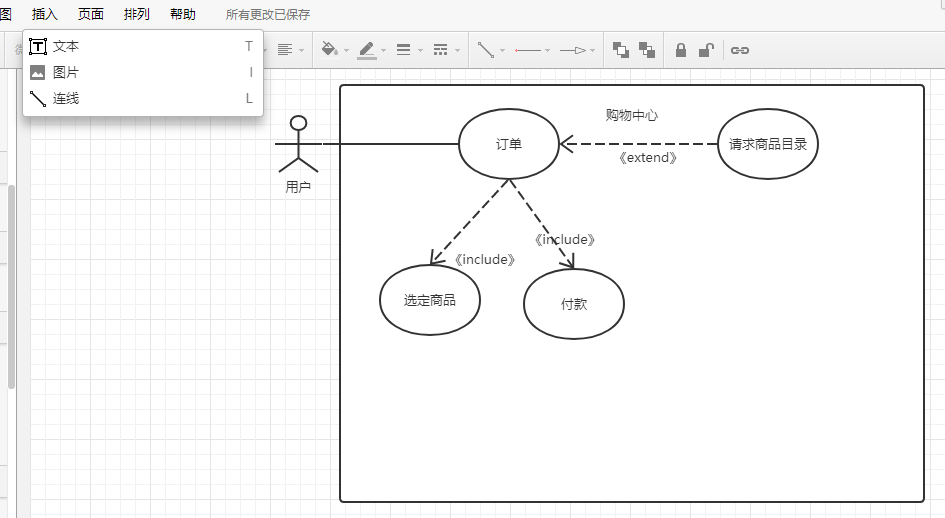 图 插入 页面 排列 帮助 所有更改已保存
文本 T
图片 I
连线 L
购物中心
订单
请求商品目录
《extend》
用户
《include》
《include》
选定商品
付款